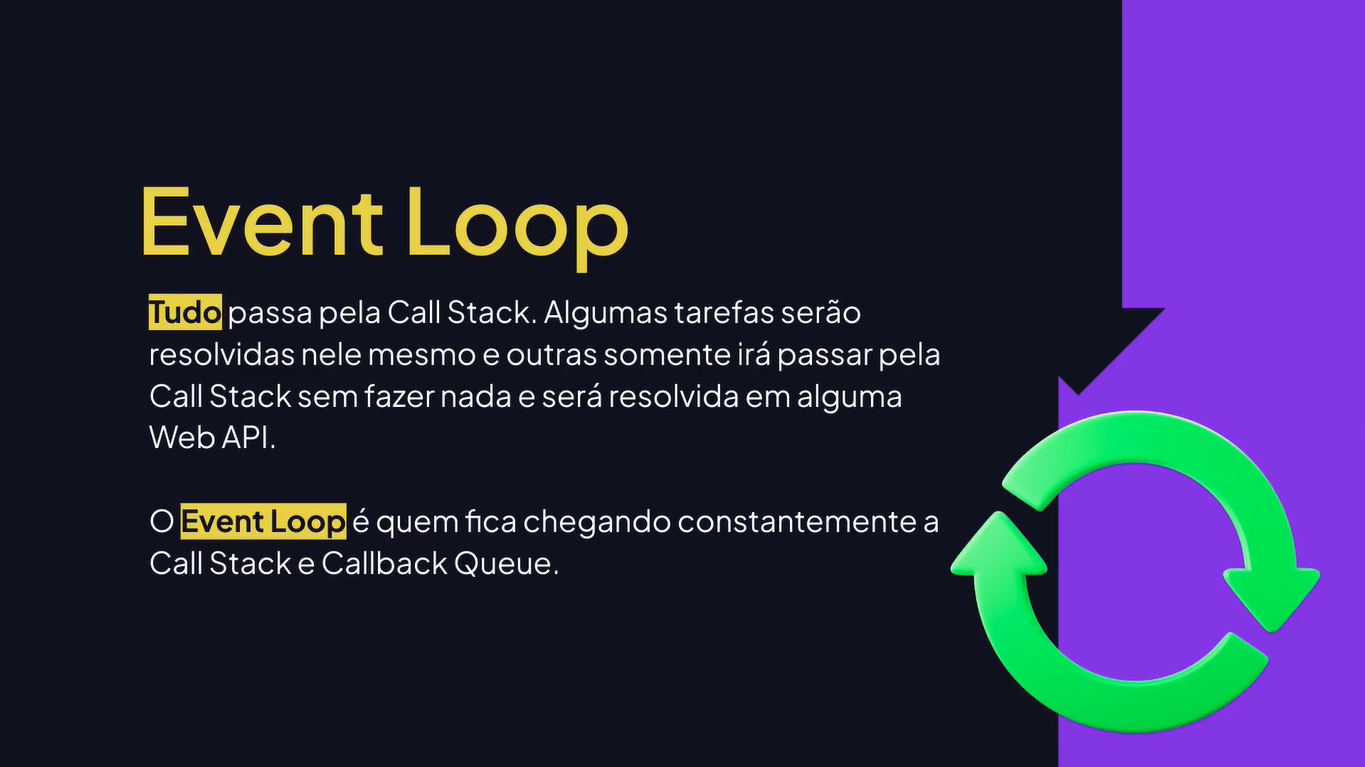 Event Loop
Tudo passa pela Call Stack. Algumas tarefas serão
resolvidas nele mesmo e outras somente irá passar pela
Call Stack sem fazer nada e será resolvida em alguma
Web API.
O Event Loop é quem fica chegando constantemente a
Call Stack e Callback Queue.